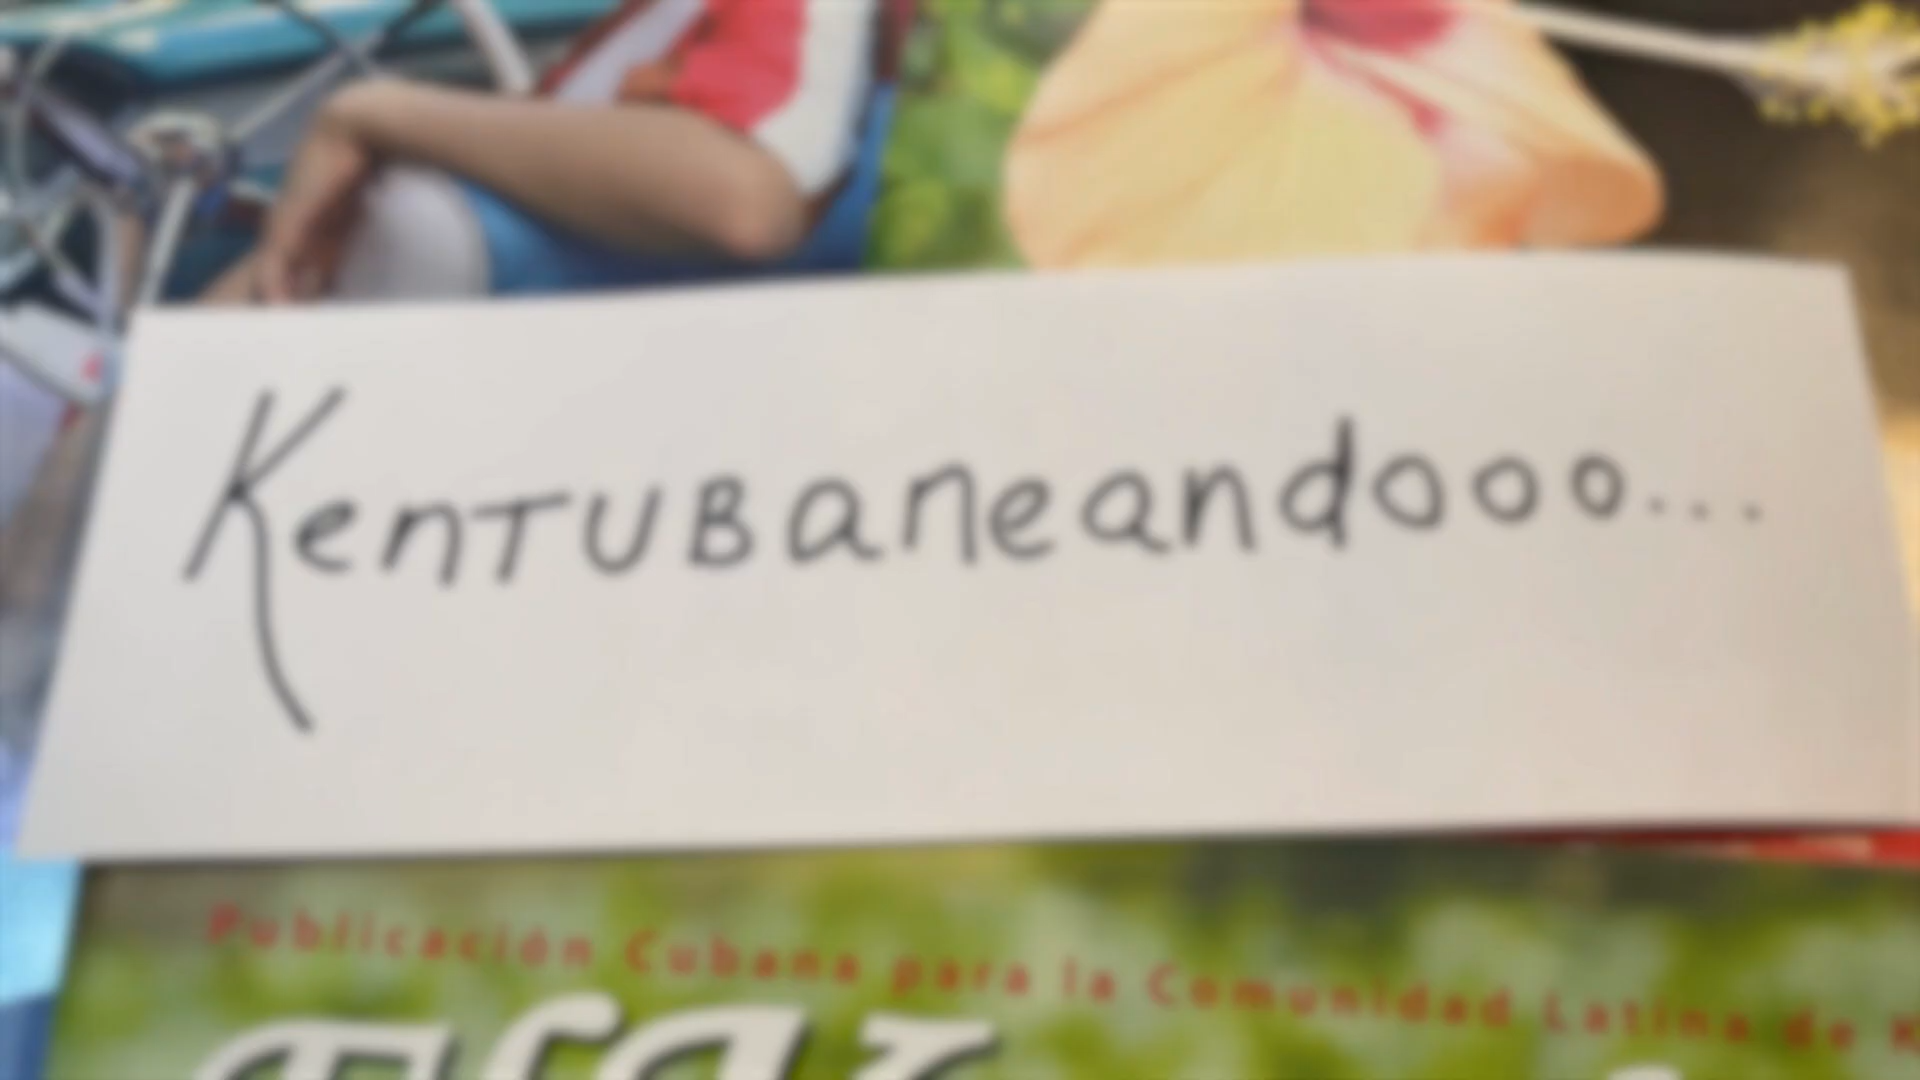 Kentubaneandooo...
Publicación Cubana para la Comunidad Latina de K